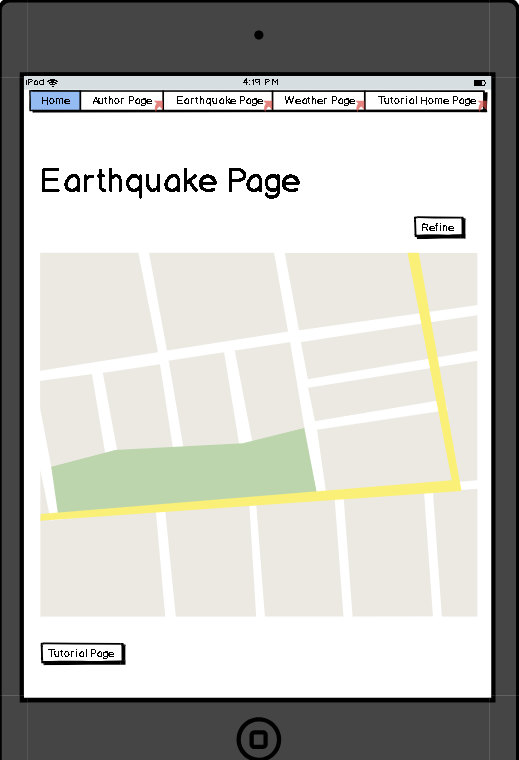 iPad 4:19 PM
Home Author Page Earthquake Page Weather Page Tutorial Home Page
Earthquake Page
Refine
Tutorial Page